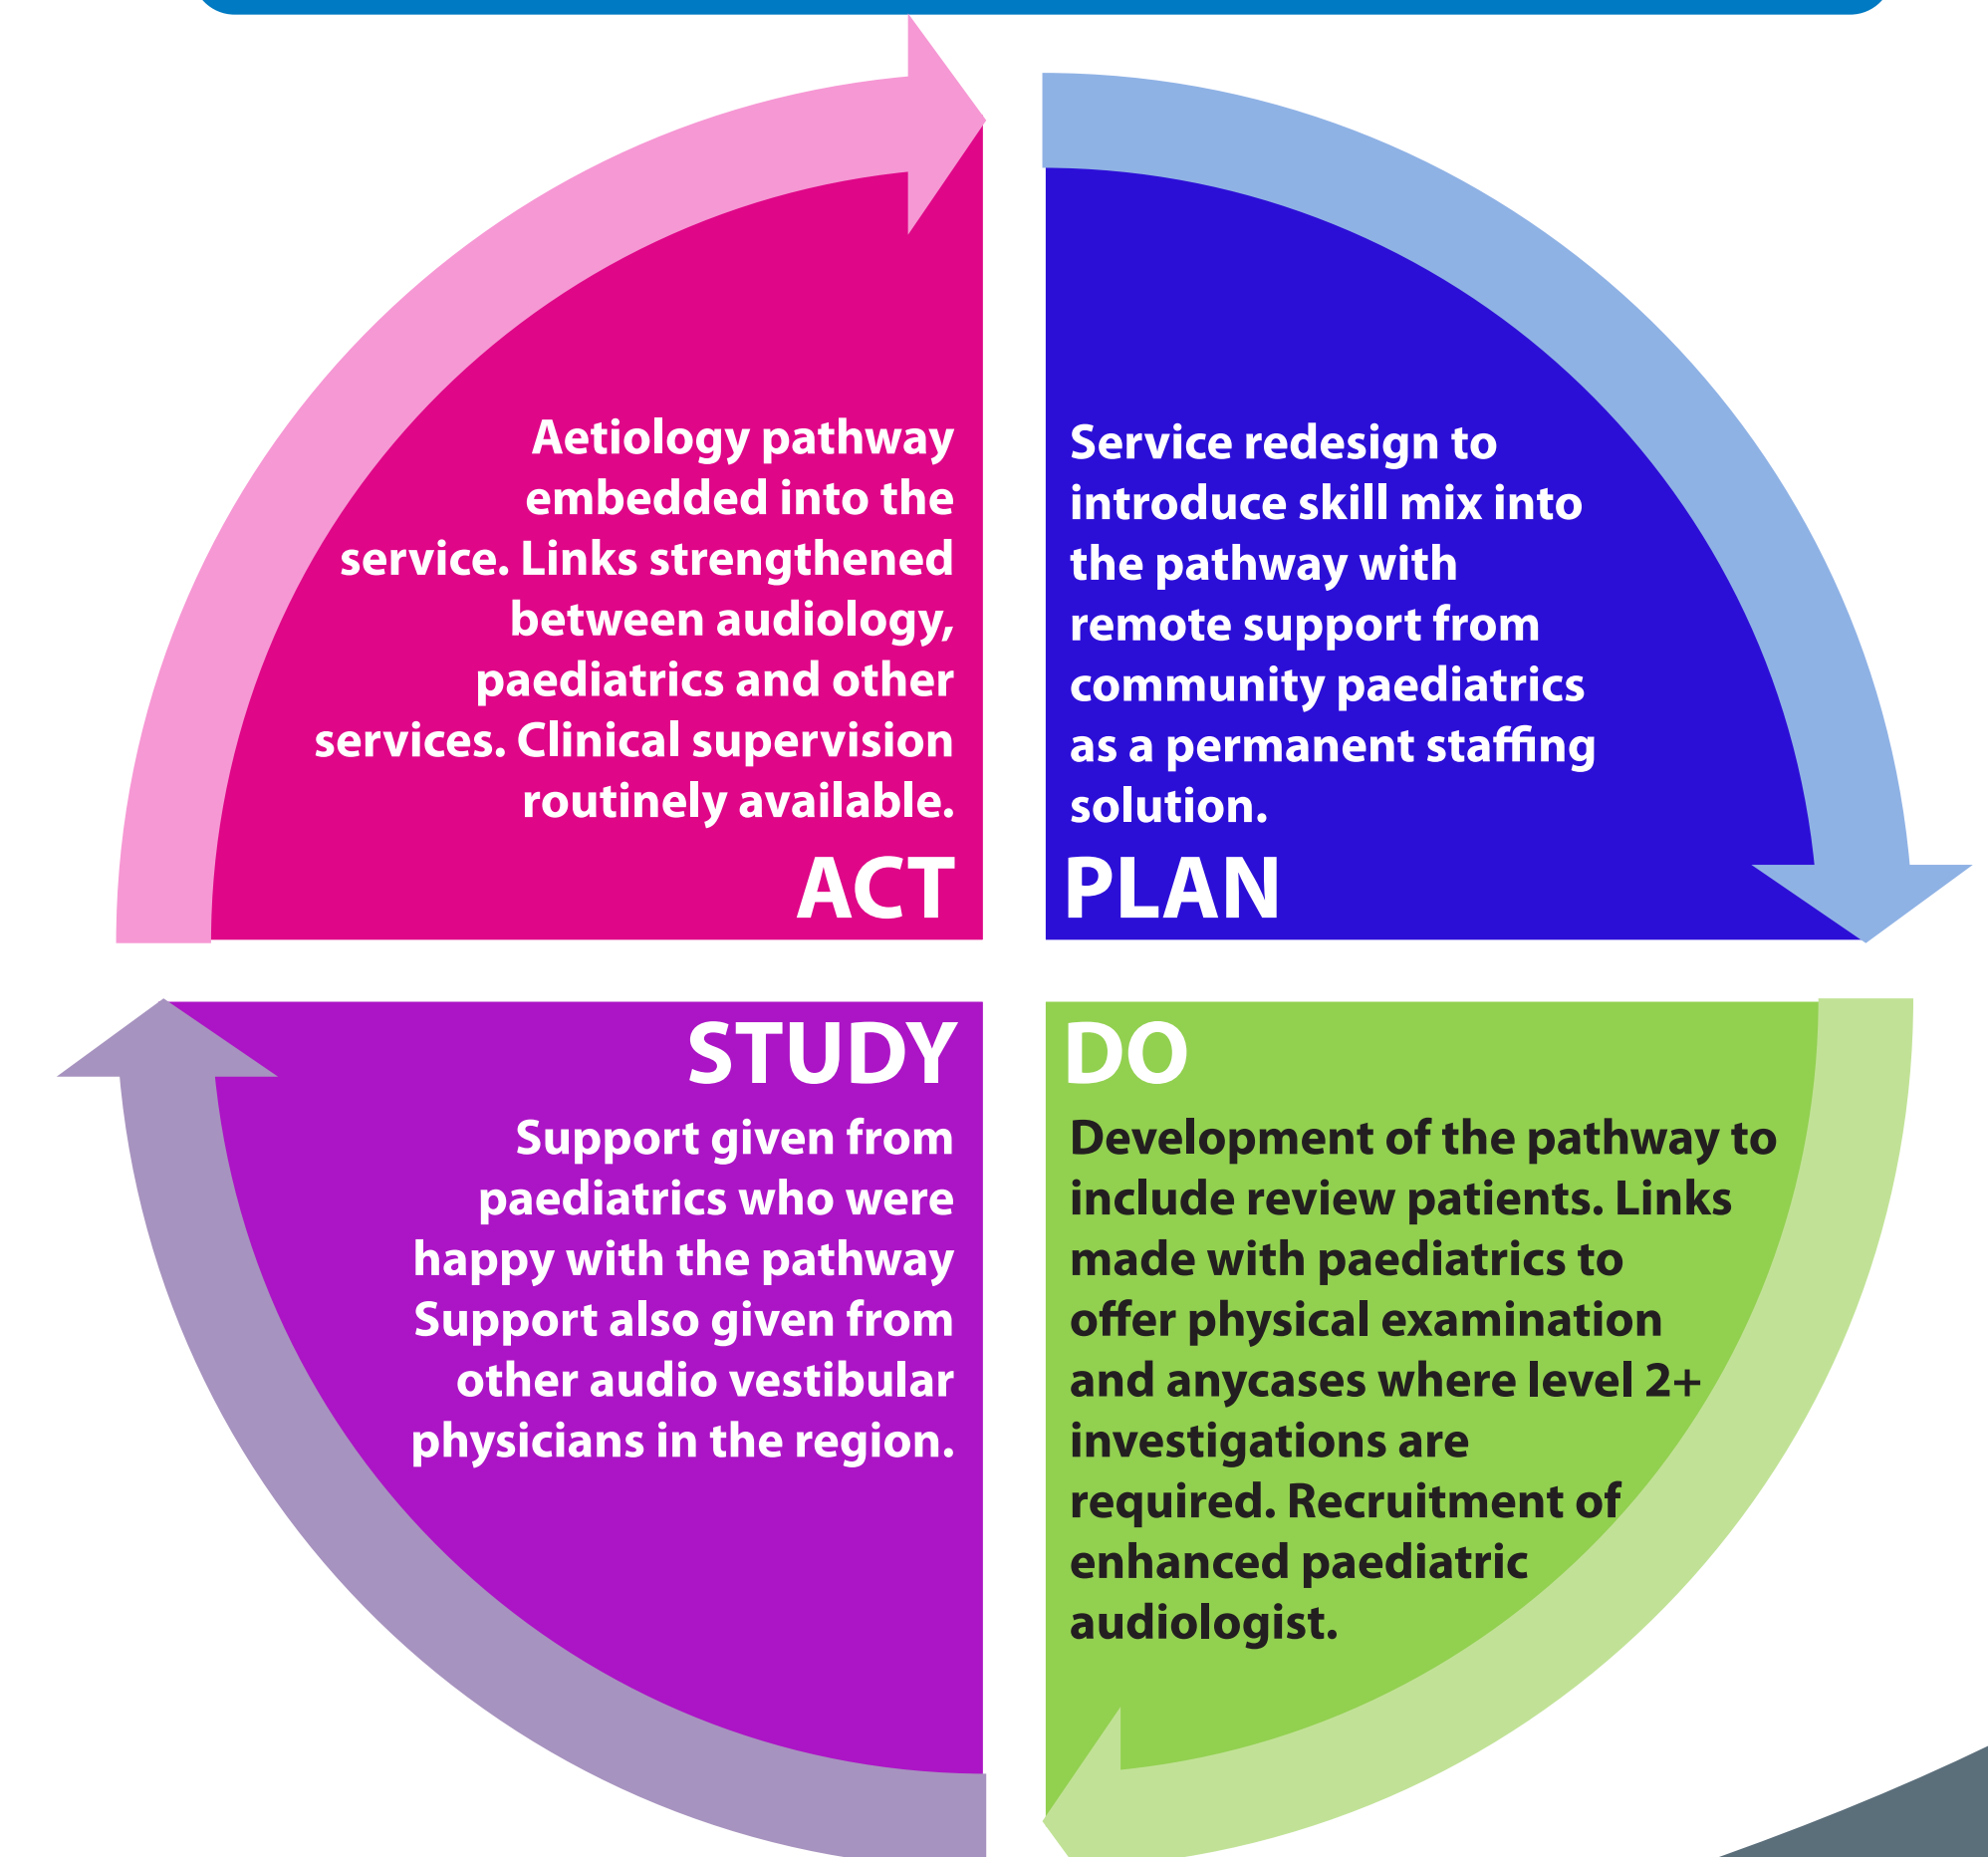 Aetiology pathway
embedded into the
service. Links strengthened
between audiology,
paediatrics and other
services. Clinical supervision
routinely available.
ACT
Service redesign to
introduce skill mix into
the pathway with
remote support from
community paediatrics
as a permanent staffing
solution.
PLAN
STUDY
Support given from
paediatrics who were
happy with the pathway
Support also given from
other audio vestibular
physicians in the region.
DO
Development of the pathway to
include review patients. Links
made with paediatrics to
offer physical examination
and anycases where level 2+
investigations are
required. Recruitment of
enhanced paediatric
audiologist.